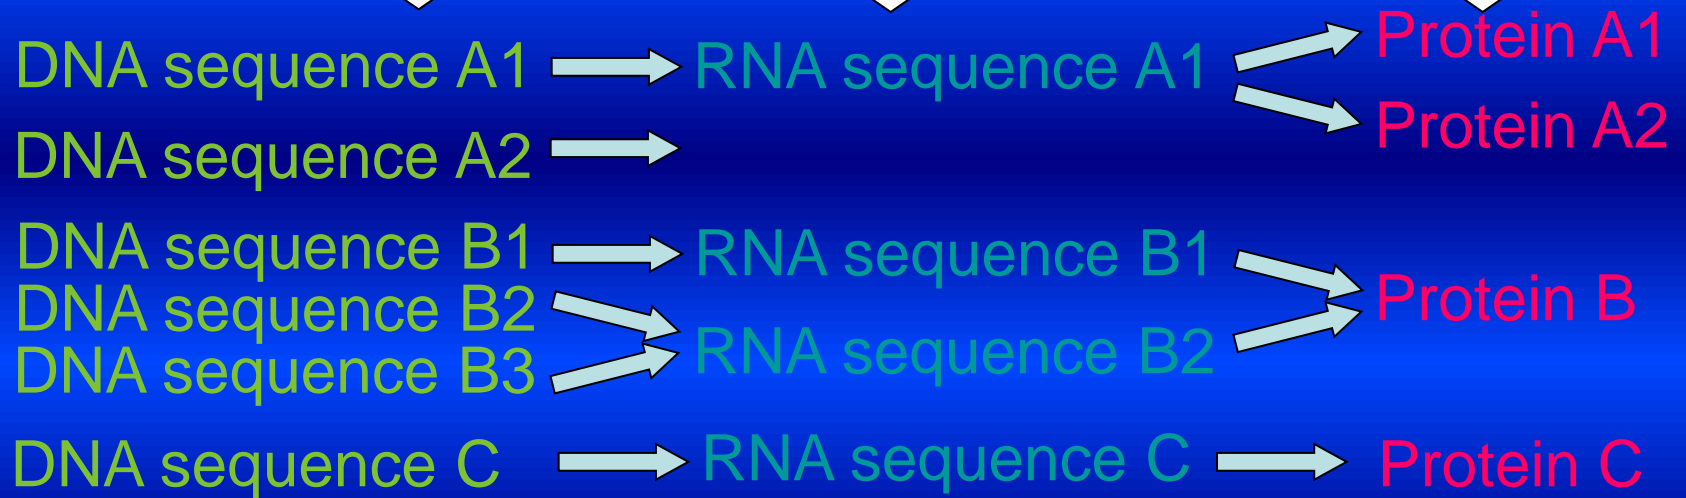 DNA sequence A1 RNA sequence A1 Protein A1
Protein A2
DNA sequence A2
DNA sequence B1 RNA sequence B1
DNA sequence B2 Protein B
DNA sequence B3 RNA sequence B2
DNA sequence C RNA sequence C Protein C